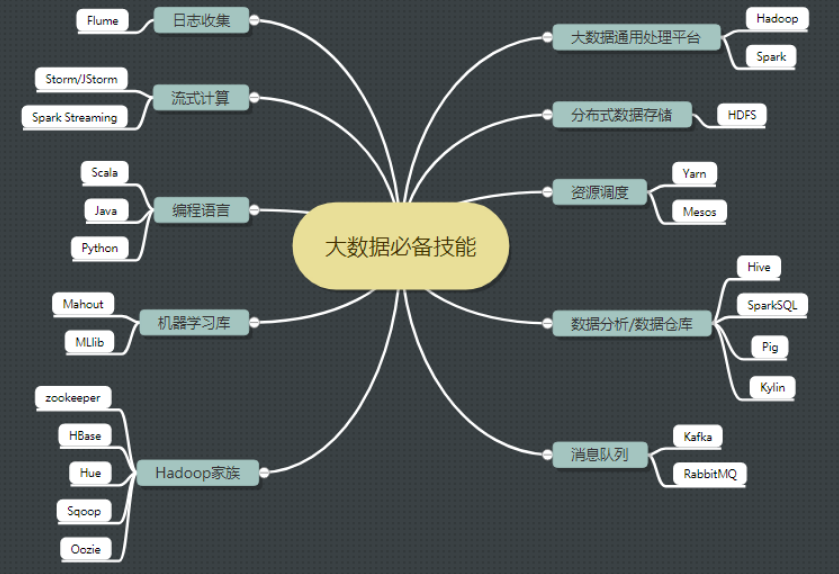 大数据必备技能
日志收集
Flume
流式计算
Storm/JStorm
Spark Streaming
编程语言
Scala
Java
Python
机器学习库
Mahout
MLlib
Hadoop家族
zookeeper
HBase
Hue
Sqoop
Oozie
大数据通用处理平台
Hadoop
Spark
分布式数据存储
HDFS
资源调度
Yarn
Mesos
数据分析/数据仓库
Hive
SparkSQL
Pig
Kylin
消息队列
Kafka
RabbitMQ